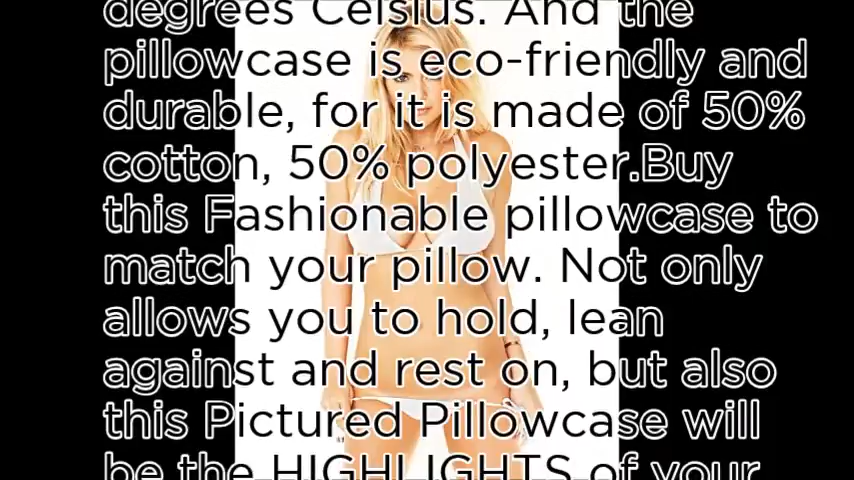 degrees Celsius. And the
pillowcase is eco-friendly and
durable, for it is made of 50%
cotton, 50% polyester.Buy
this Fashionable pillowcase to
match your pillow. Not only
allows you to hold, lean
against and rest on, but also
this Pictured Pillowcase will
be the HIGHLIGHTS of your